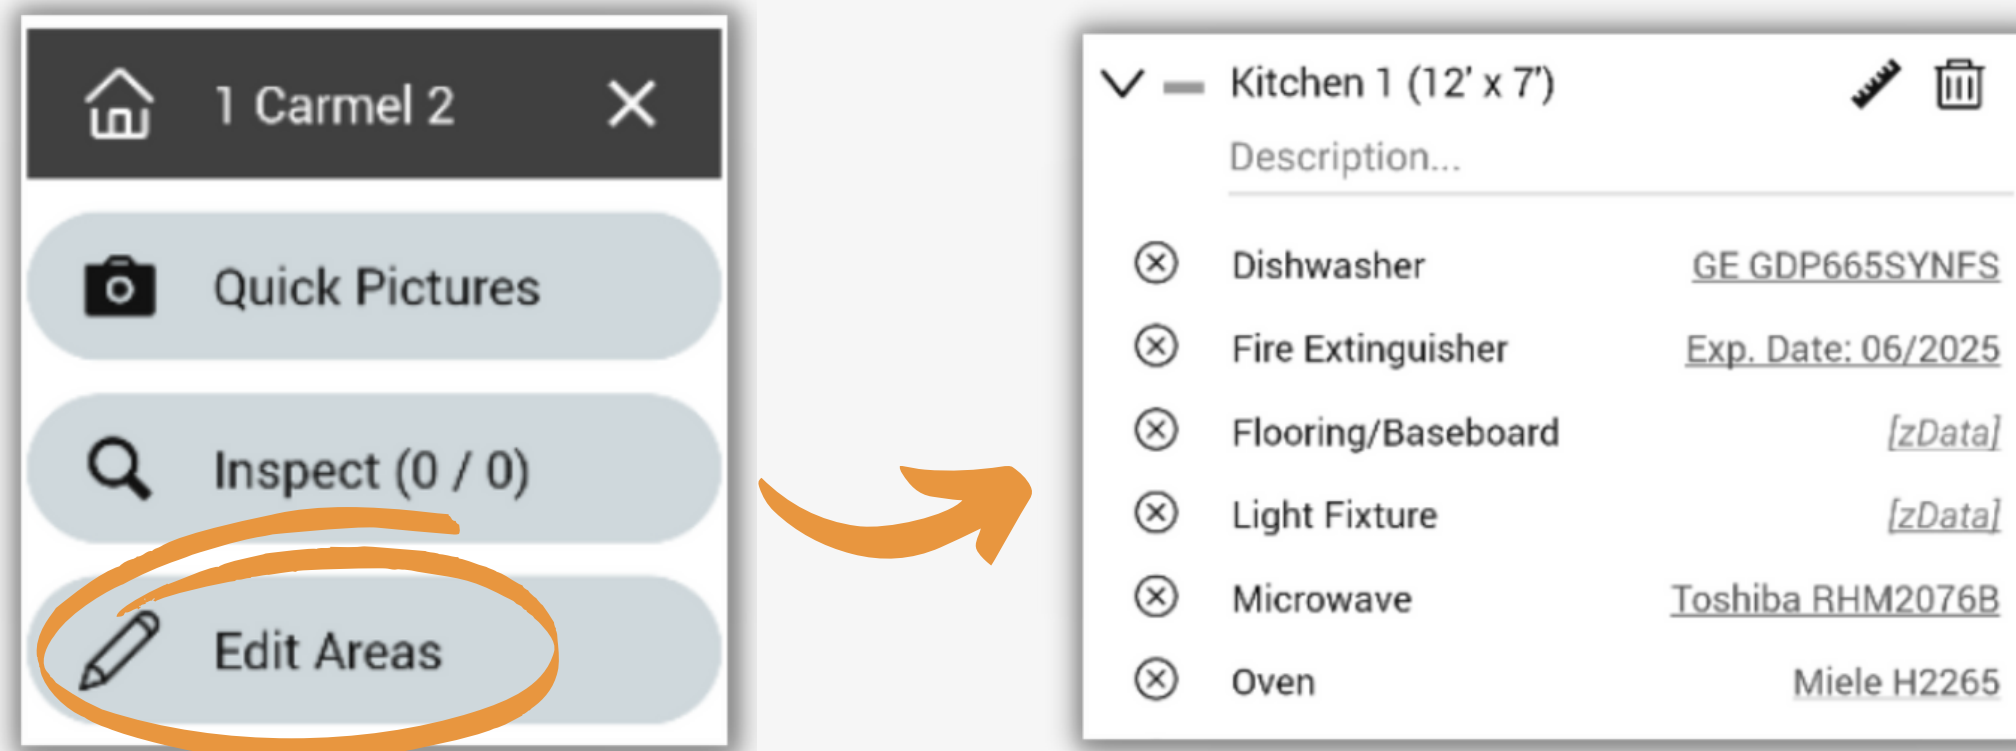 1 Carmel 2
Quick Pictures
Inspect (0 / 0)
Edit Areas
Kitchen 1 (12' x 7')
Description...
Dishwasher GE GDP665SYNFS
Fire Extinguisher Exp. Date: 06/2025
Flooring/Baseboard [zData]
Light Fixture [zData]
Microwave Toshiba RHM2076B
Oven Miele H2265